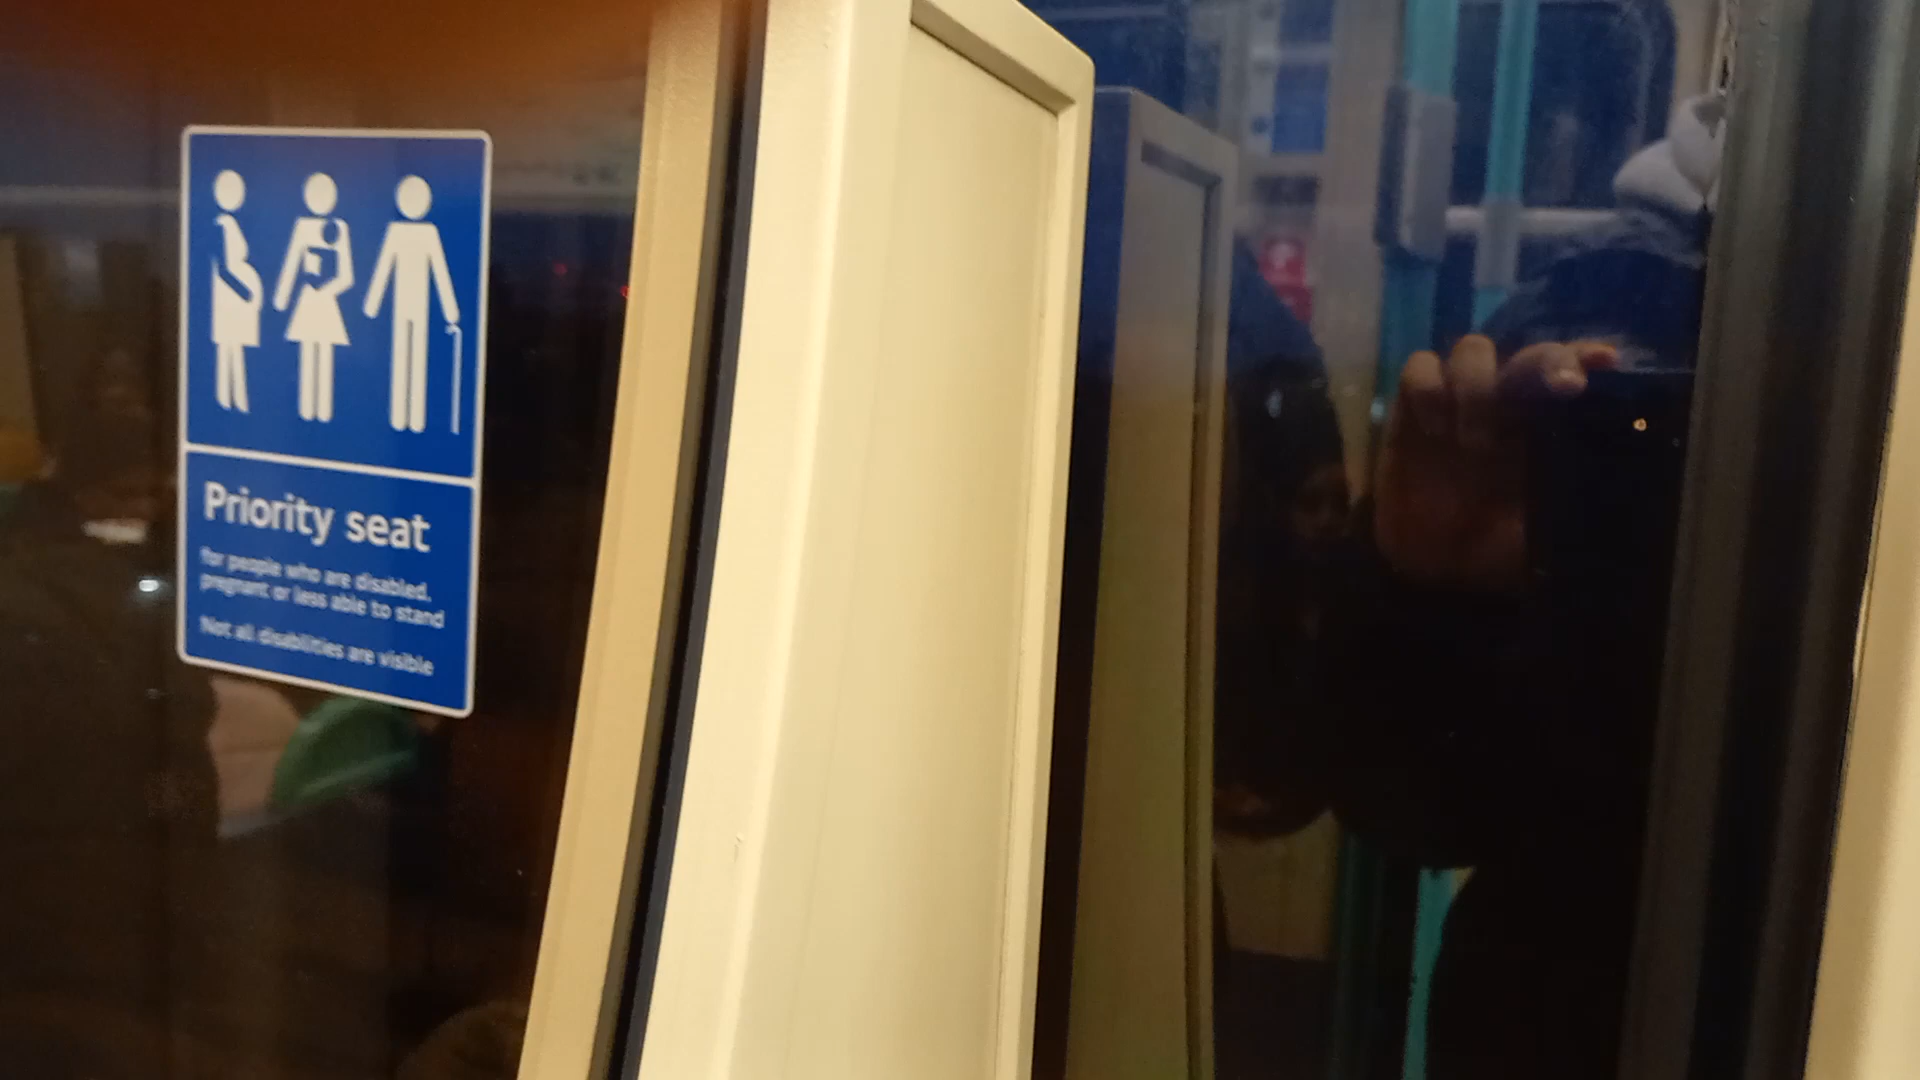 Priority seat
for people who are disabled,
pregnant or less able to stand
Not all disabilities are visible